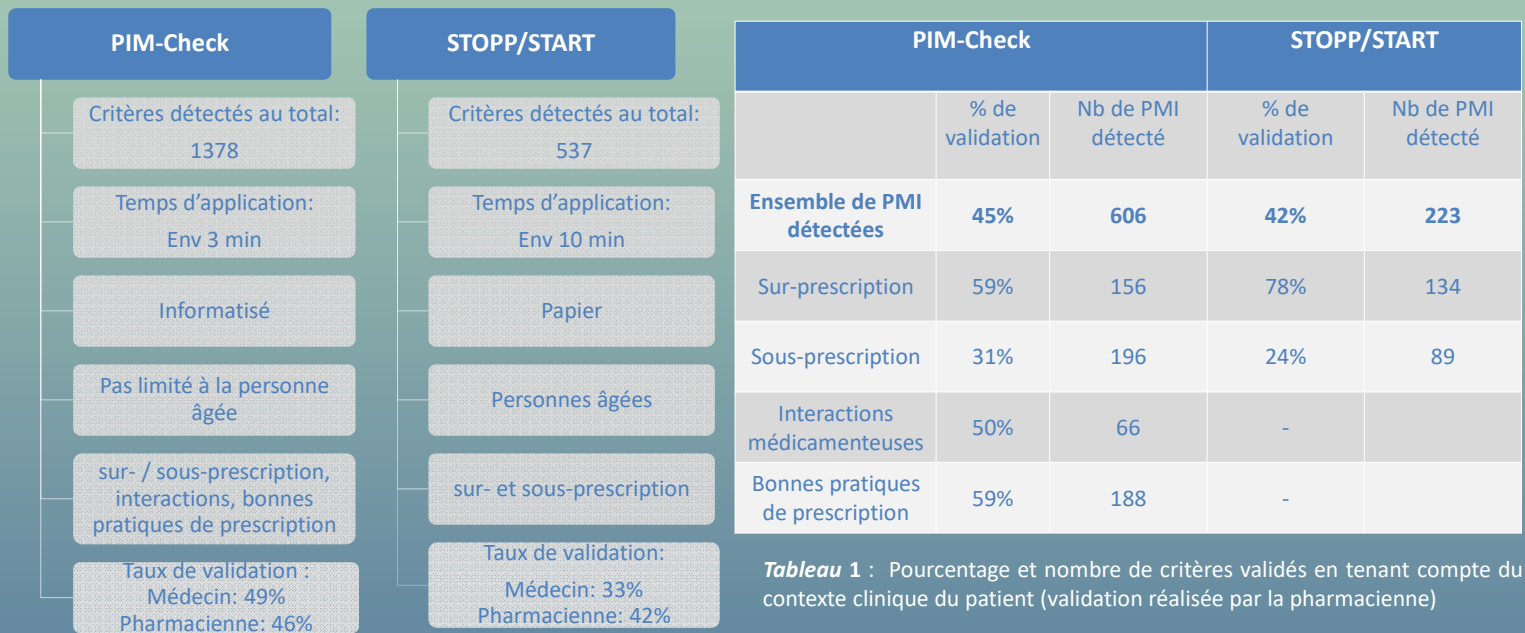 PIM-Check
Critères détectés au total:
1378
Temps d'application:
Env 3 min
Informatisé
Pas limité à la personne
âgée
sur- / sous-prescription,
interactions, bonnes
pratiques de prescription
Taux de validation :
Médecin: 49%
Pharmacienne: 46%
STOPP/START
Critères détectés au total:
537
Temps d'application:
Env 10 min
Papier
Personnes âgées
sur- et sous-prescription
Taux de validation:
Médecin: 33%
Pharmacienne: 42%
PIM-Check STOPP/START
% de Nb de PMI % de Nb de PMI
validation détecté validation détecté
Ensemble de PMI
détectées 45% 606 42% 223
Sur-prescription 59% 156 78% 134
Sous-prescription 31% 196 24% 89
Interactions
médicamenteuses 50% 66 -
Bonnes pratiques
de prescription 59% 188 -
Tableau 1 : Pourcentage et nombre de critères validés en tenant compte du
contexte clinique du patient (validation réalisée par la pharmacienne)